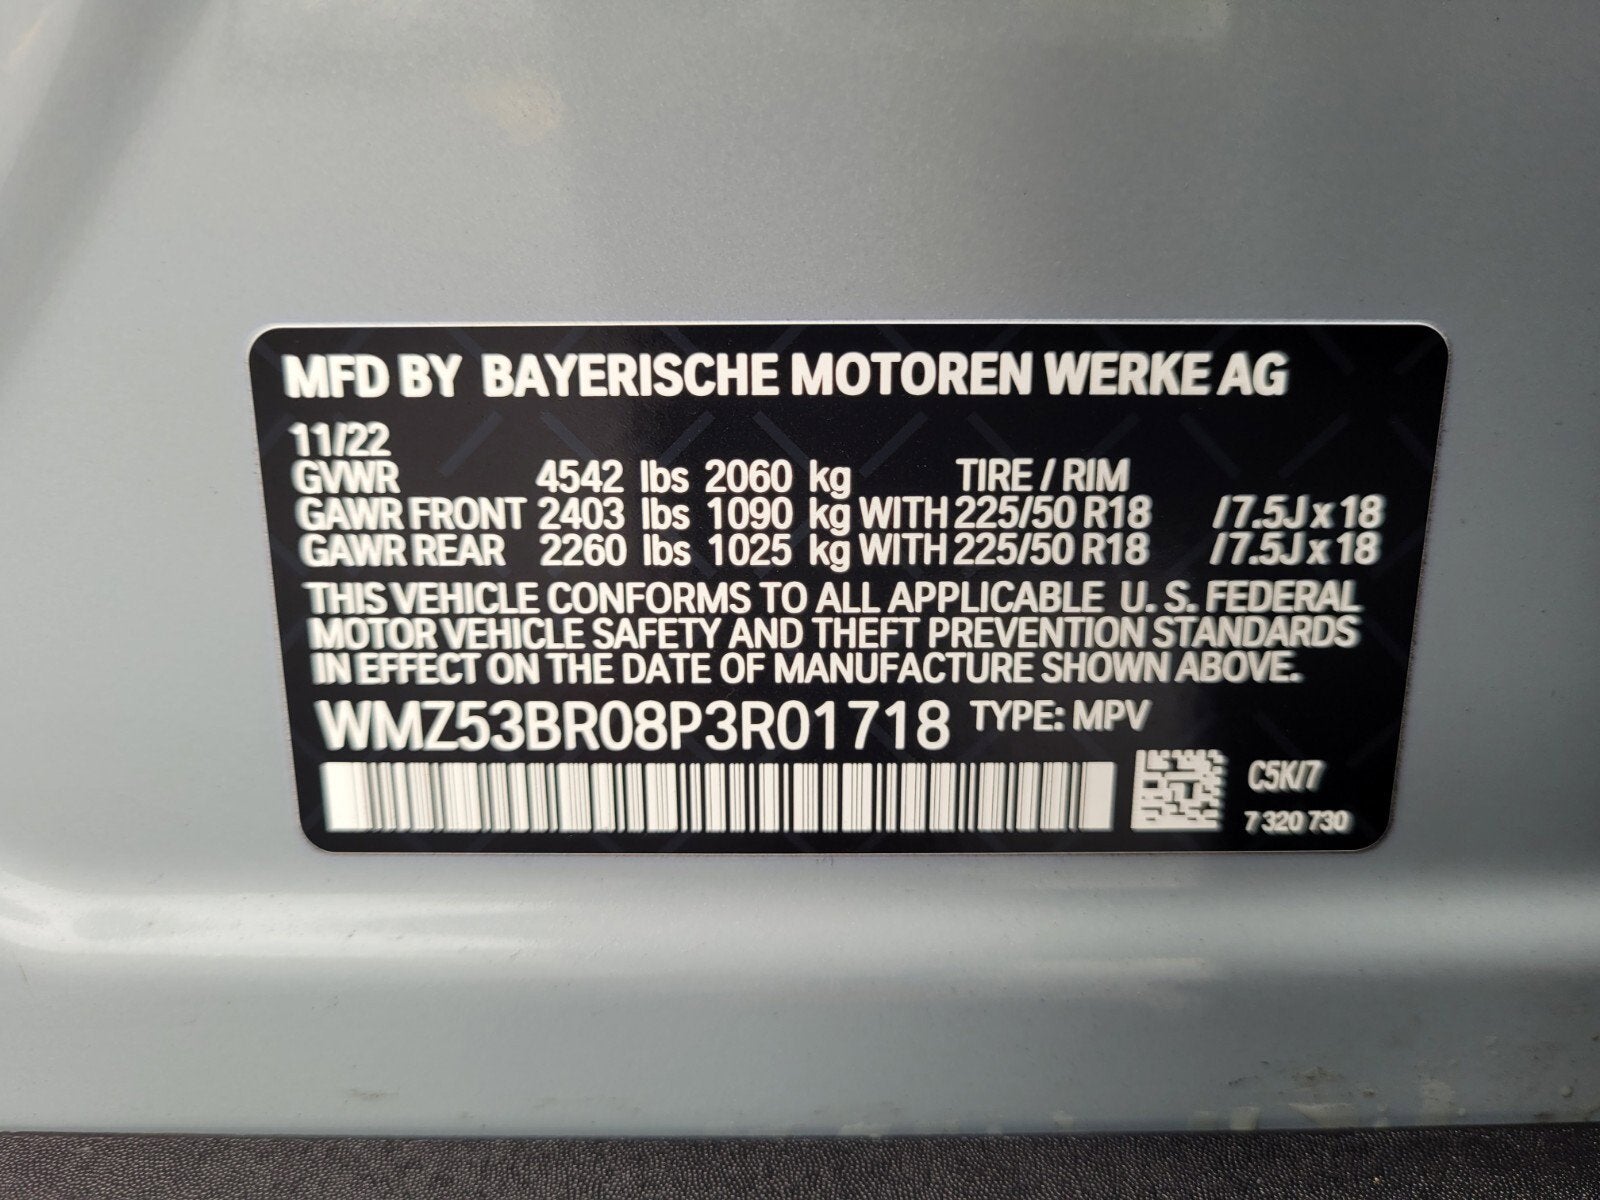 MFD BY BAYERISCHE MOTOREN WERKE AG
11/22
GVWR 4542 lbs 2060 kg TIRE / RIM
GAWR FRONT 2403 lbs 1090 kg WITH 225/50 R18 /7.5J x 18
GAWR REAR 2260 lbs 1025 kg WITH 225/50 R18 /7.5J x 18
THIS VEHICLE CONFORMS TO ALL APPLICABLE U. S. FEDERAL
MOTOR VEHICLE SAFETY AND THEFT PREVENTION STANDARDS
IN EFFECT ON THE DATE OF MANUFACTURE SHOWN ABOVE.
WMZ53BR08P3R01718 TYPE: MPV
C5K/7
7 320 730